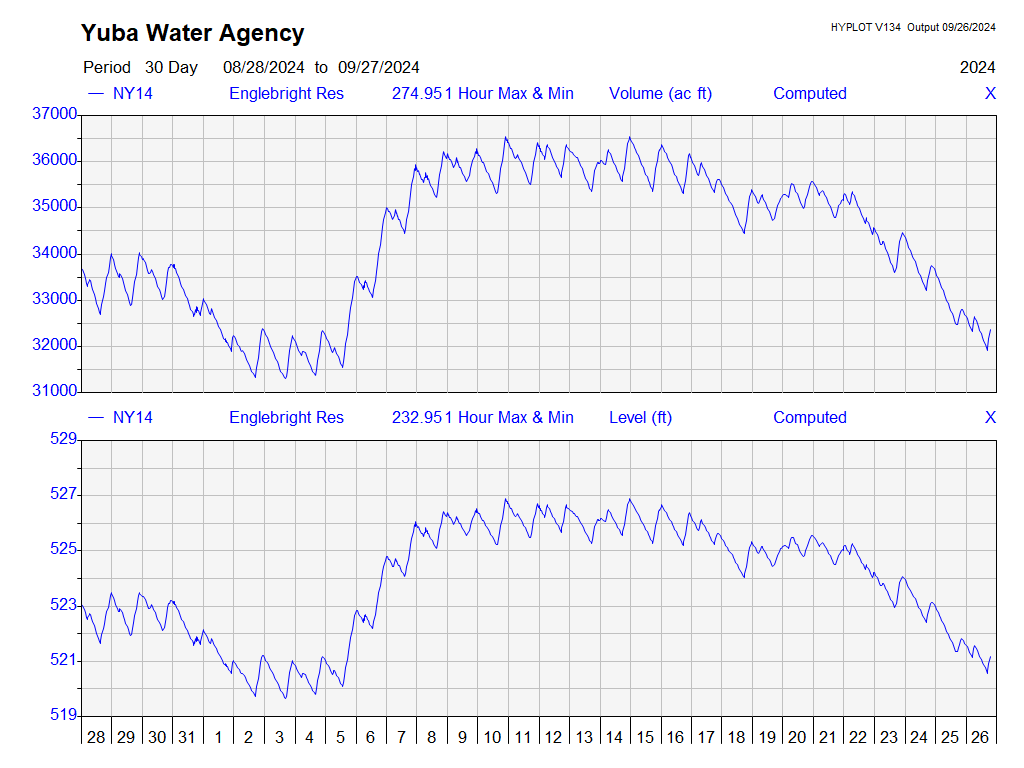 Yuba Water Agency
HYPLOT V134 Output 09/26/2024
Period 30 Day 08/28/2024 to 09/27/2024 2024
NY14 Englebright Res 274.951 Hour Max & Min Volume (ac ft) Computed X
37000
36000
35000
34000
33000
32000
31000
NY14 Englebright Res 232.951 Hour Max & Min Level (ft) Computed X
529
527
525
523
521
519
28 29 30 31 1 2 3 4 5 6 7 8 9 10 11 12 13 14 15 16 17 18 19 20 21 22 23 24 25 26